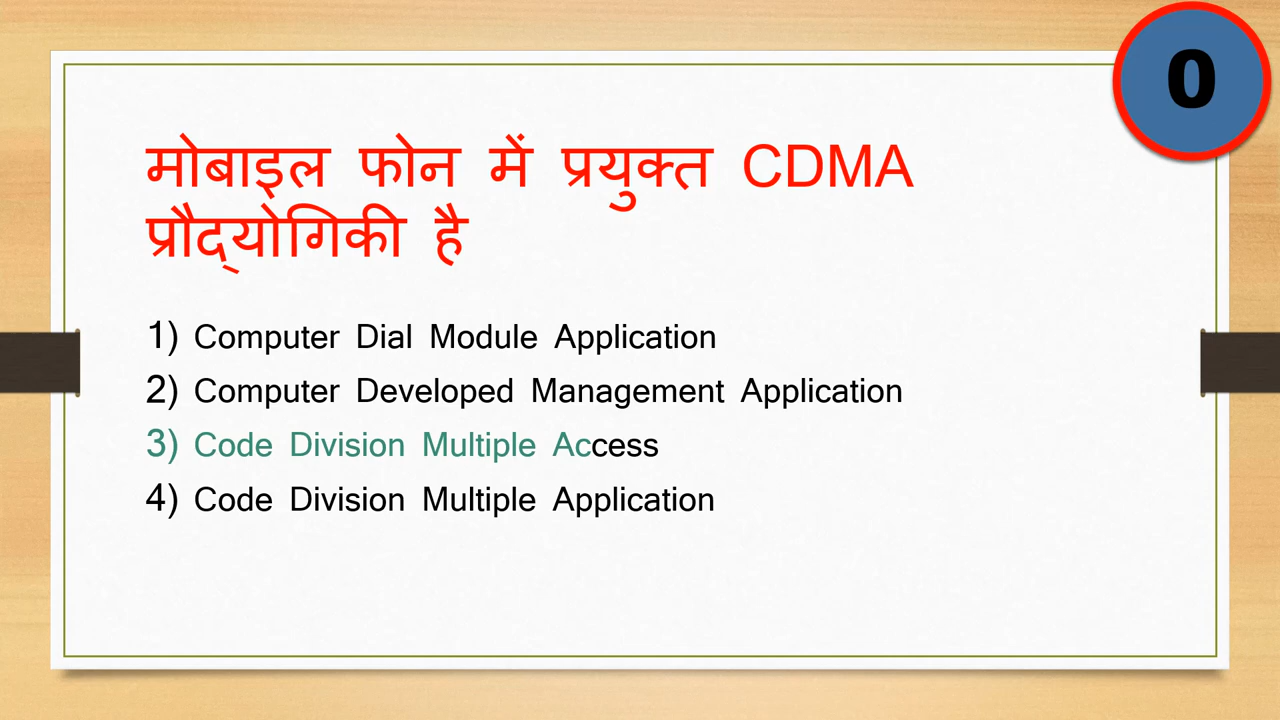 0
मोबाइल फोन में प्रयुक्त CDMA
प्रौद्योगिकी है
1) Computer Dial Module Application
2) Computer Developed Management Application
3) Code Division Multiple Access
4) Code Division Multiple Application